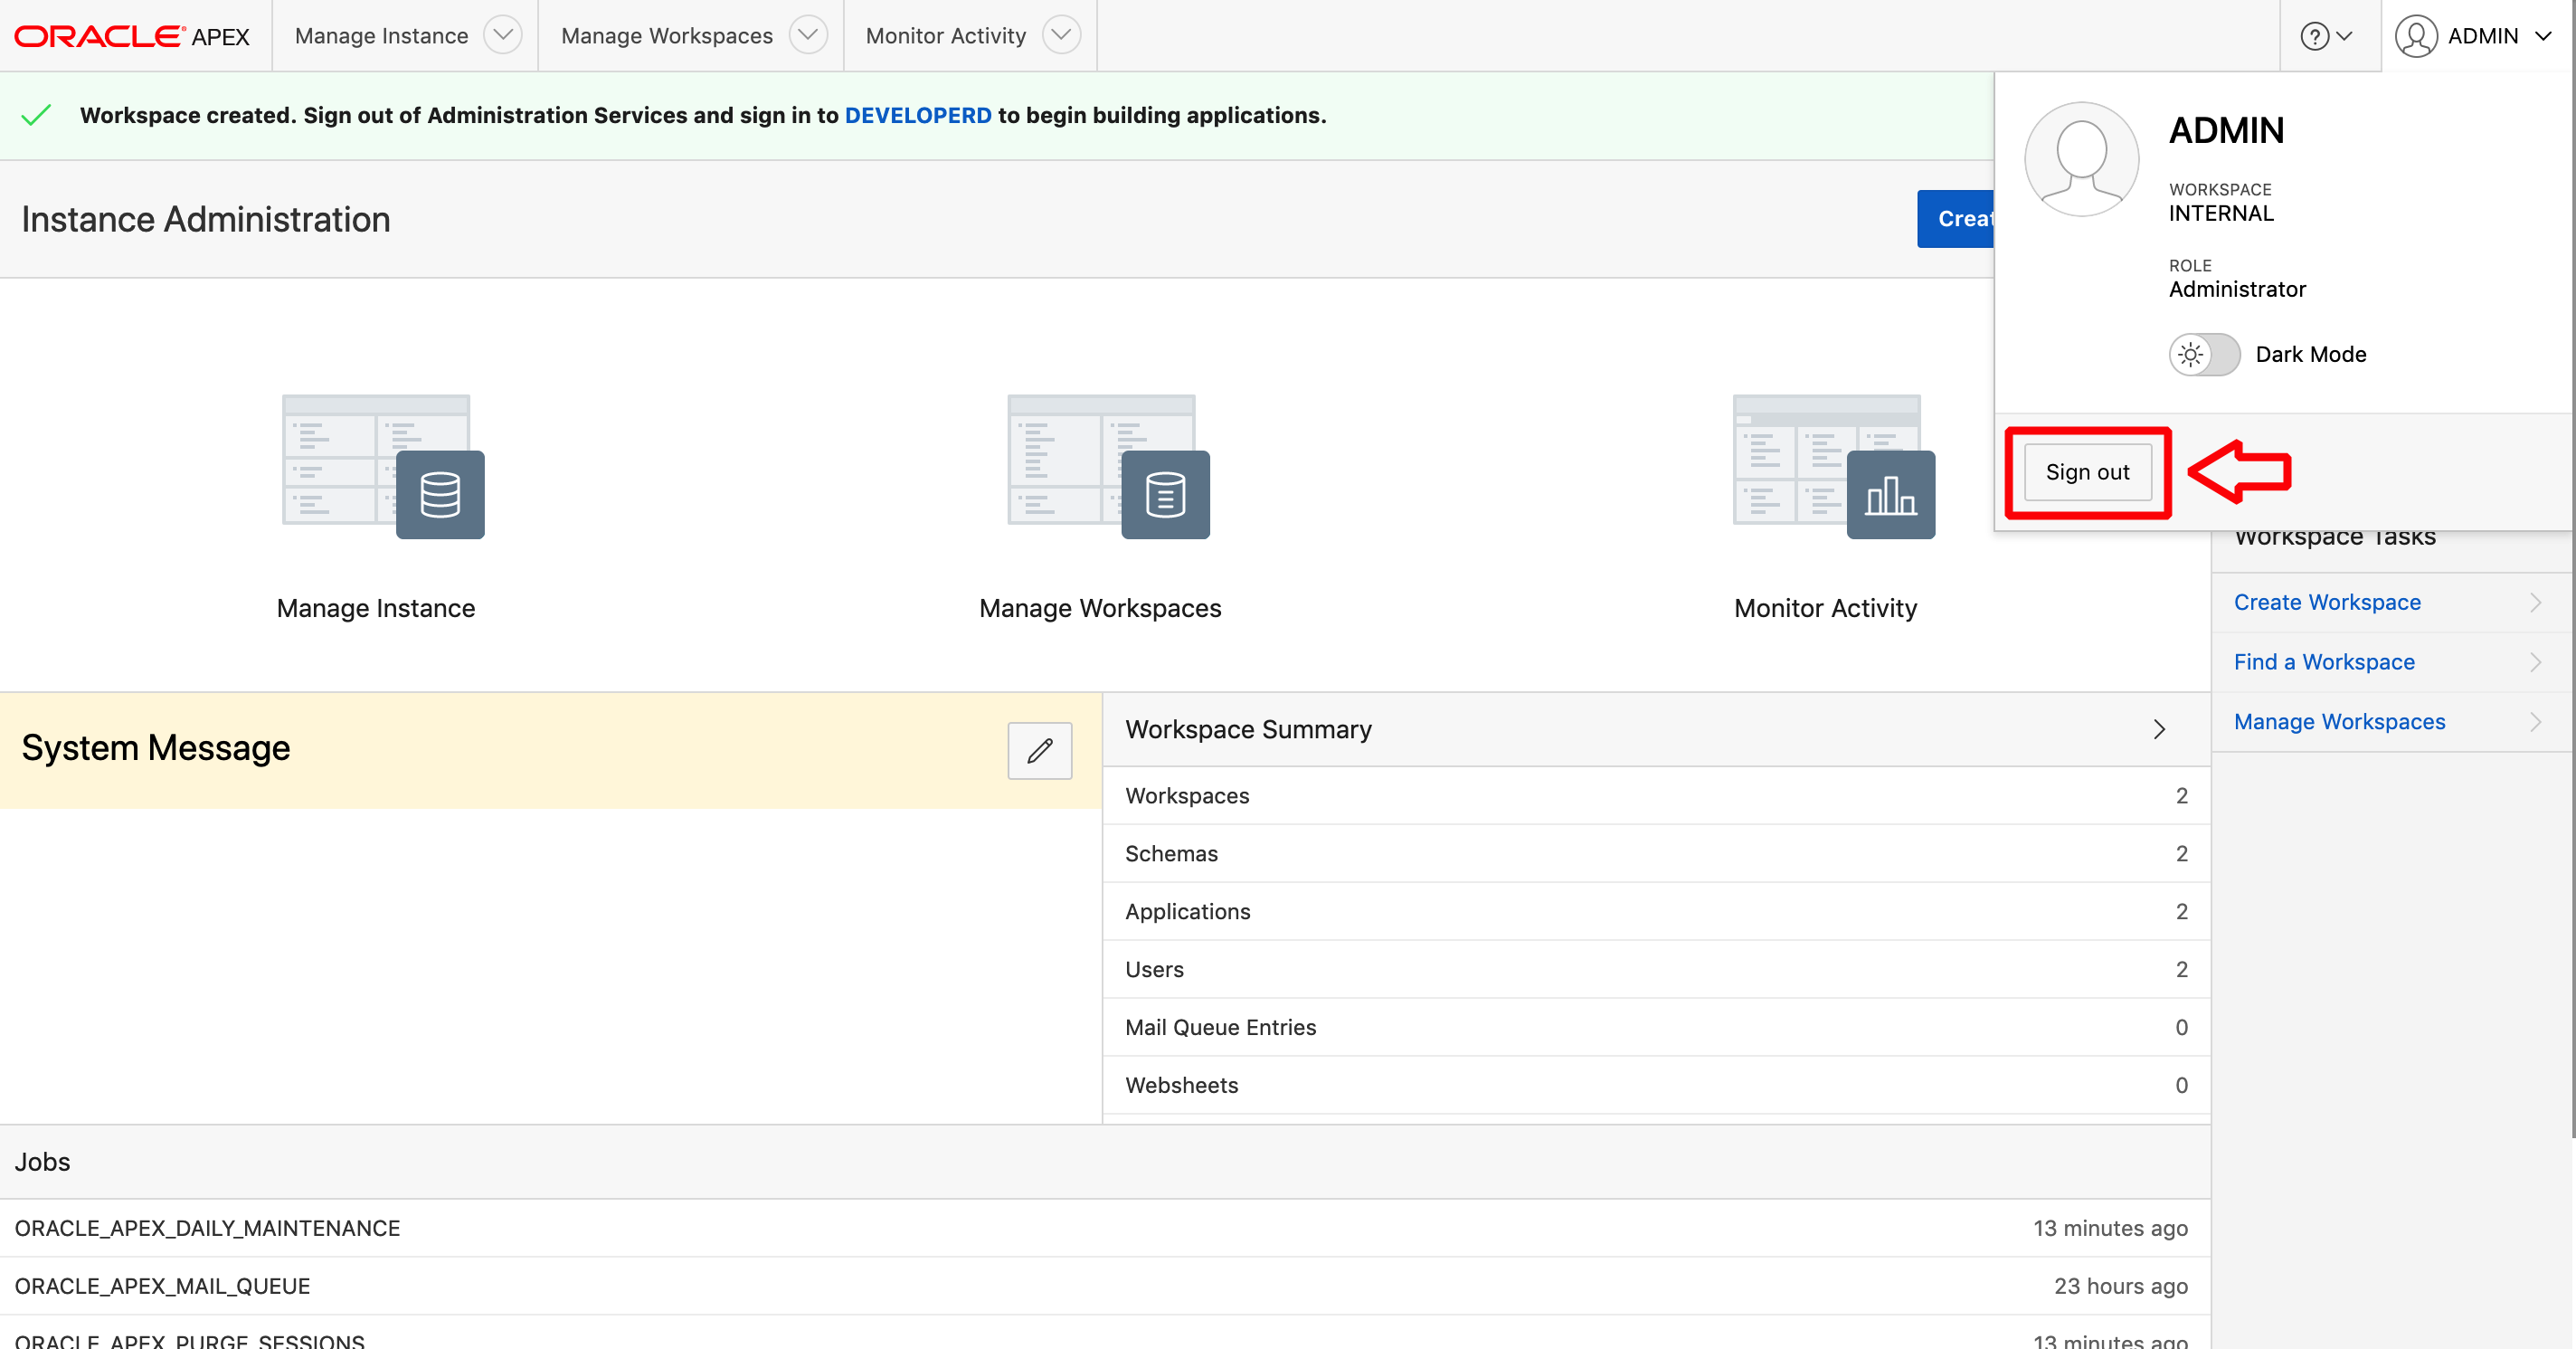 ORACLE APEX
Manage Instance
Manage Workspaces
Monitor Activity
?
ADMIN
Workspace created. Sign out of Administration Services and sign in to DEVELOPERD to begin building applications.
ADMIN
WORKSPACE
INTERNAL
ROLE
Administrator
Dark Mode
Sign out
Instance Administration
Manage Instance
Manage Workspaces
Monitor Activity
Workspace Tasks
Create Workspace
Find a Workspace
Manage Workspaces
System Message
Workspace Summary
Workspaces 2
Schemas 2
Applications 2
Users 2
Mail Queue Entries 0
Websheets 0
Jobs
ORACLE_APEX_DAILY_MAINTENANCE 13 minutes ago
ORACLE_APEX_MAIL_QUEUE 23 hours ago
ORACLE_APEX_PURGE_SESSIONS 13 minutes ago